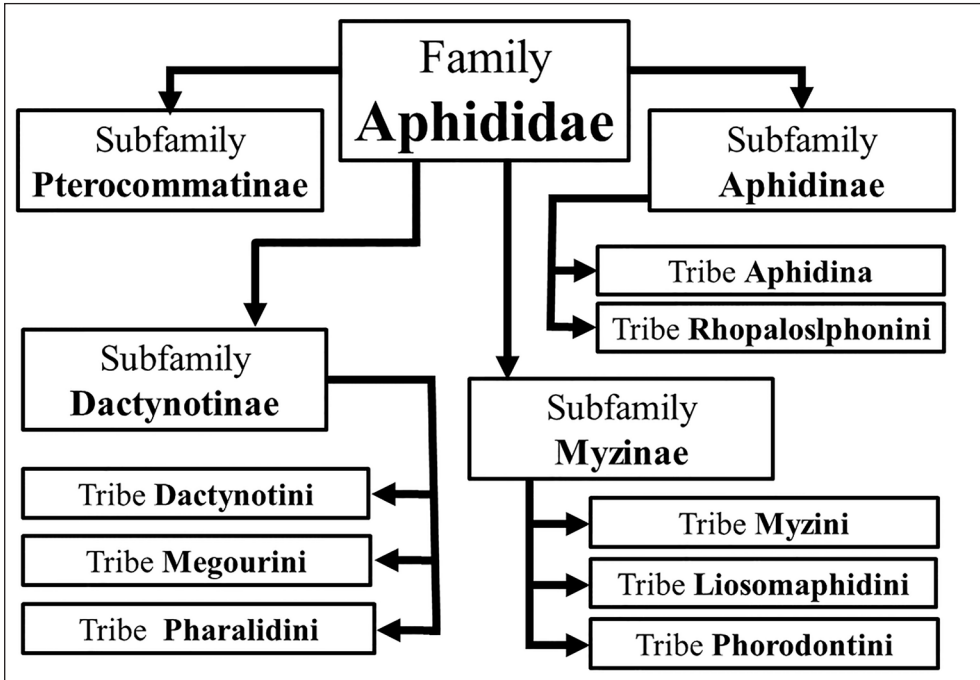 Family
Aphididae
Subfamily
Pterocommatinae
Subfamily
Aphidinae
Tribe Aphidina
Tribe Rhopaloslphonini
Subfamily
Dactynotinae
Tribe Dactynotini
Tribe Megourini
Tribe Pharalidini
Subfamily
Myzinae
Tribe Myzini
Tribe Liosomaphidini
Tribe Phorodontini